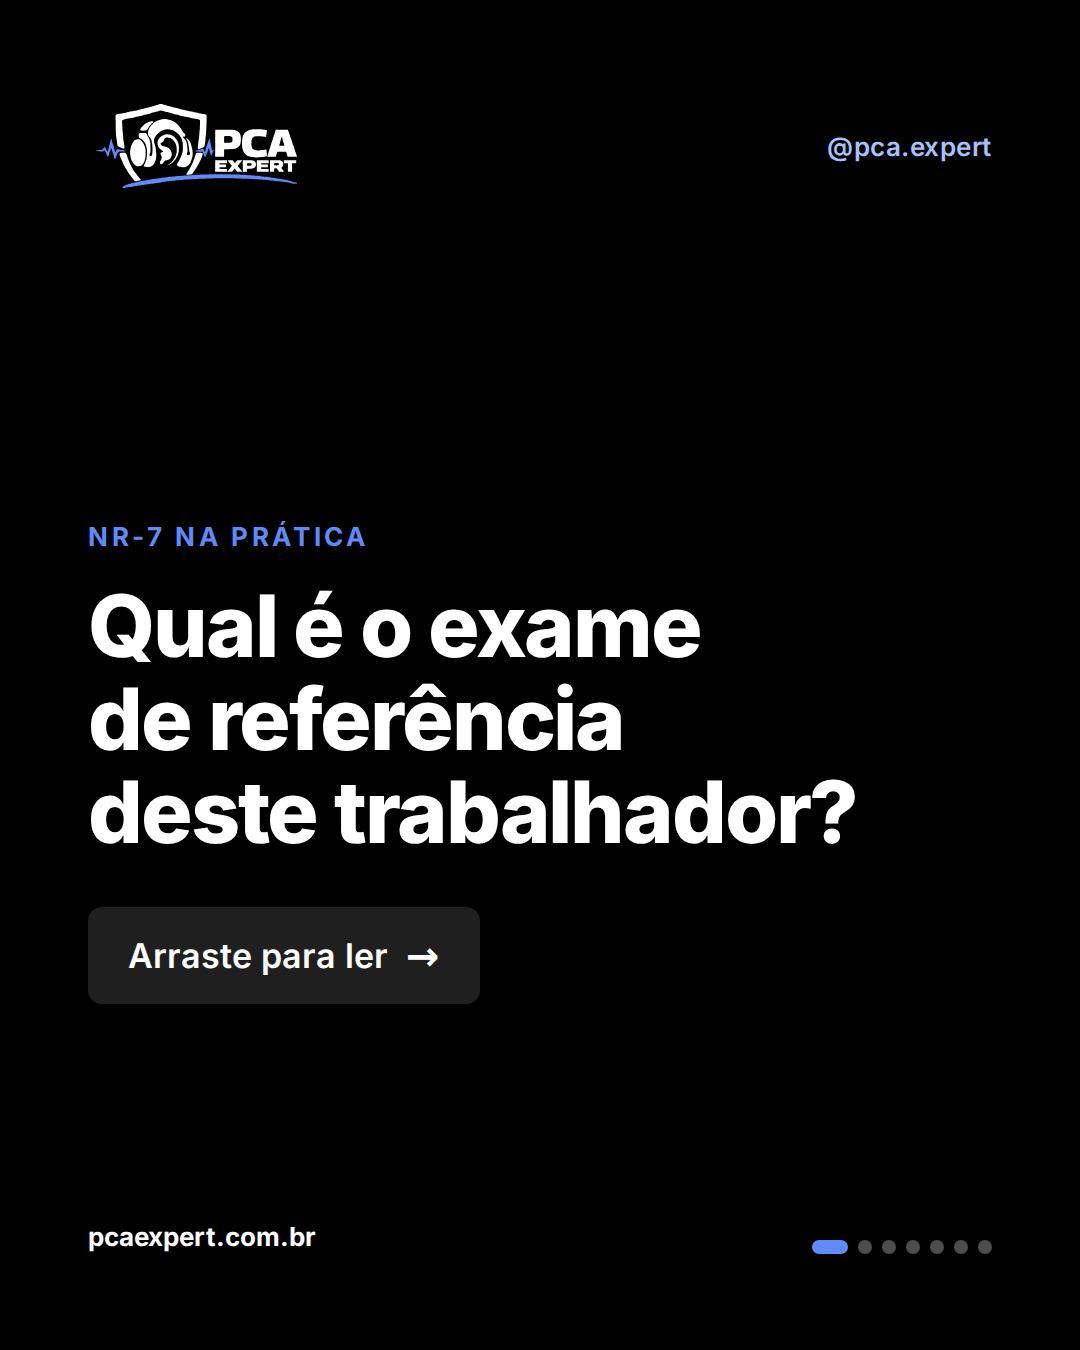 PCA
EXPERT
@pca.expert
NR-7 NA PRÁTICA
Qual é o exame
de referência
deste trabalhador?
Arraste para ler →
pcaexpert.com.br